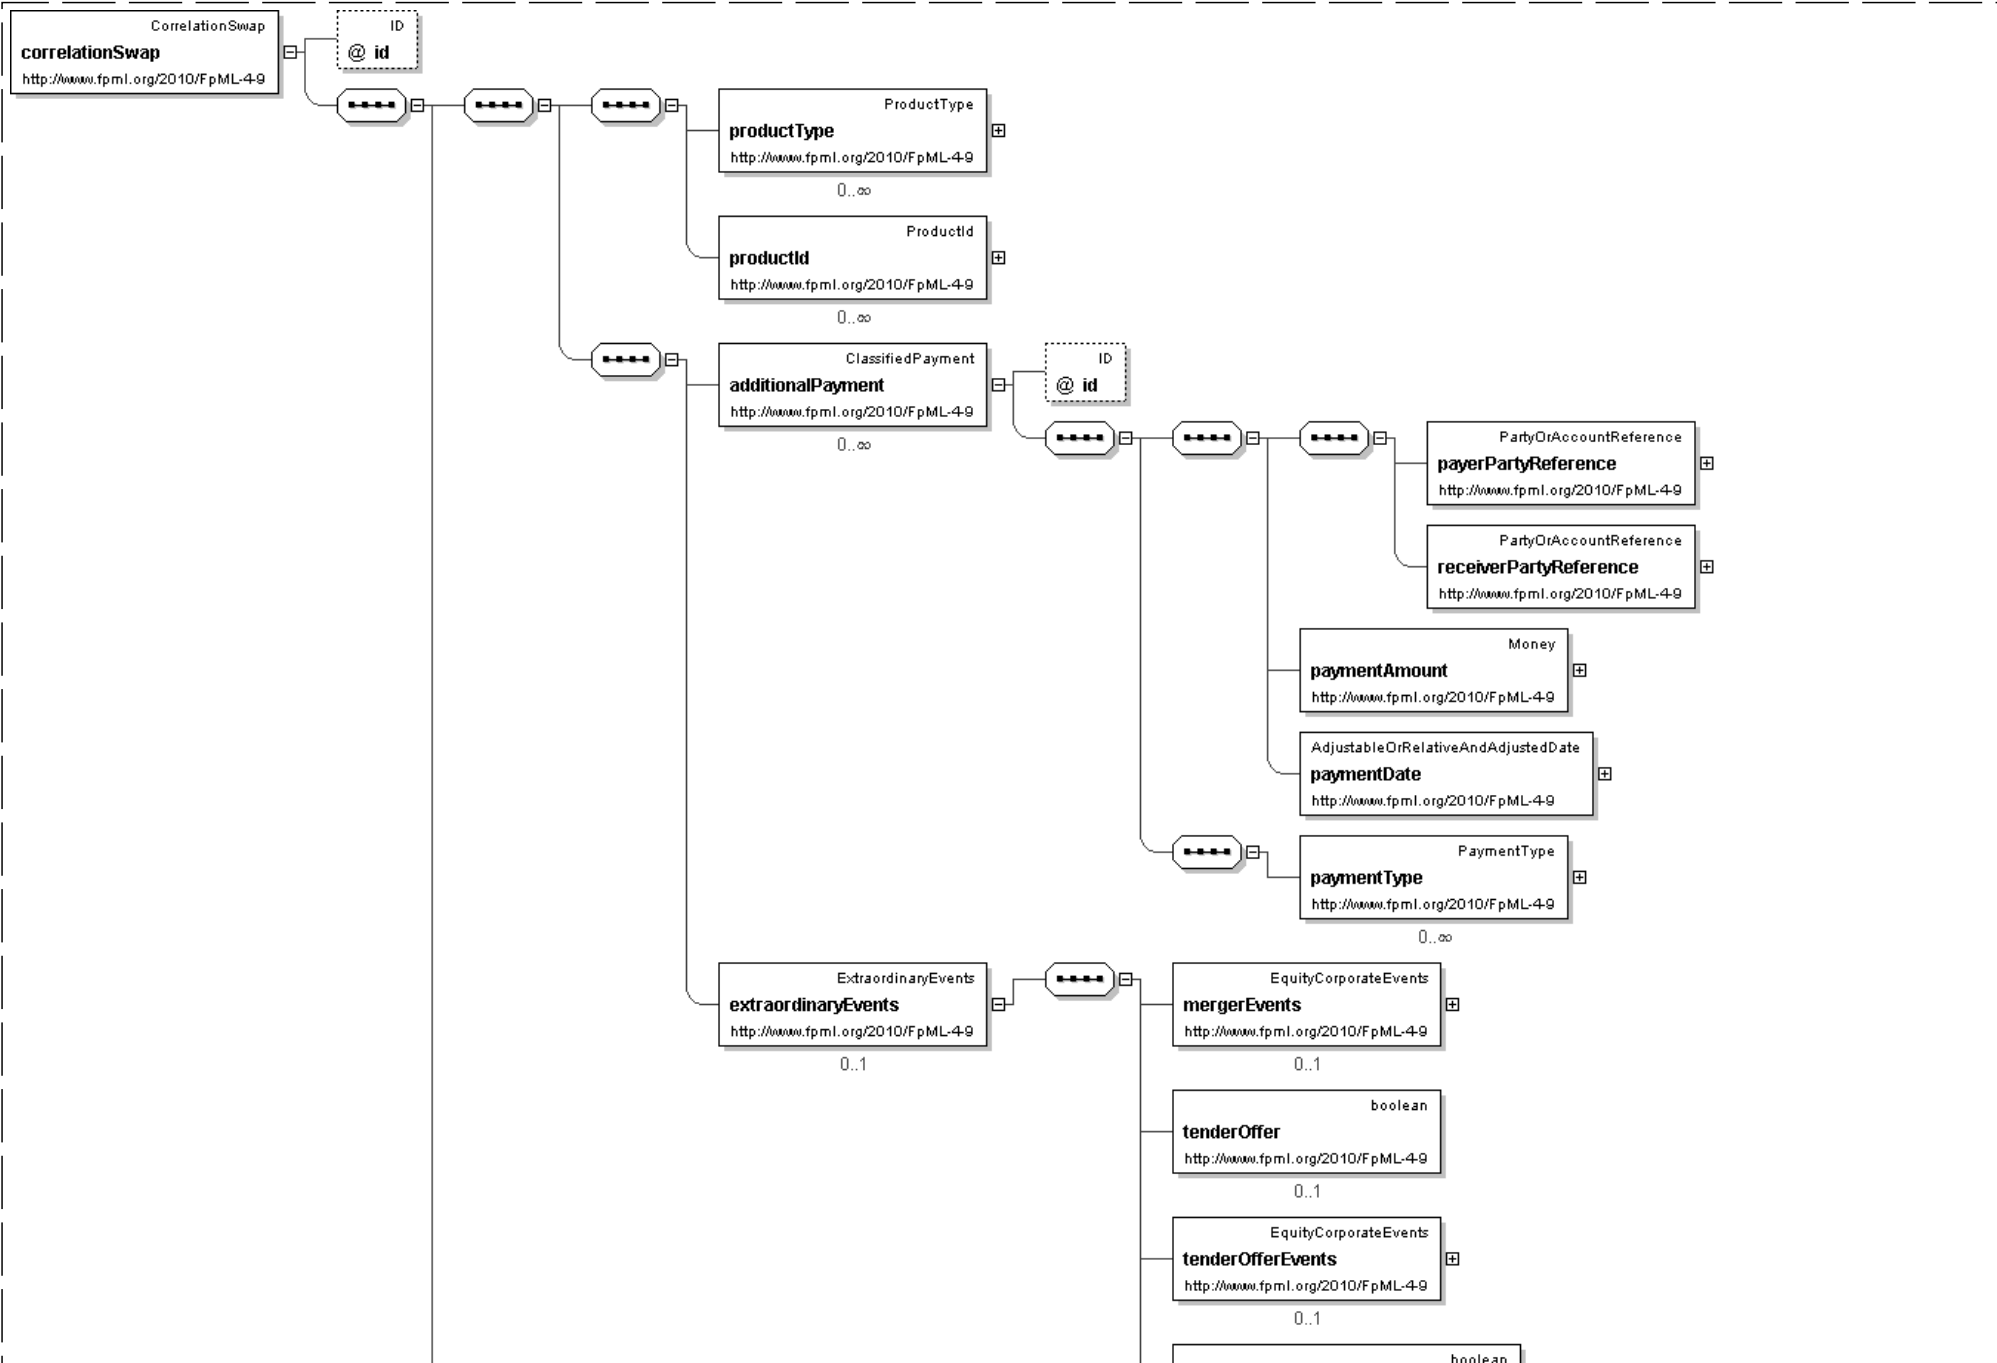 CorrelationSwap
correlationSwap
http://www.fpml.org/2010/FpML-4-9
ID
@ id
ProductType
productType
http://www.fpml.org/2010/FpML-4-9
0..∞
ProductId
productId
http://www.fpml.org/2010/FpML-4-9
0..∞
ClassifiedPayment
additionalPayment
http://www.fpml.org/2010/FpML-4-9
0..∞
ID
@ id
PartyOrAccountReference
payerPartyReference
http://www.fpml.org/2010/FpML-4-9
PartyOrAccountReference
receiverPartyReference
http://www.fpml.org/2010/FpML-4-9
Money
paymentAmount
http://www.fpml.org/2010/FpML-4-9
AdjustableOrRelativeAndAdjustedDate
paymentDate
http://www.fpml.org/2010/FpML-4-9
PaymentType
paymentType
http://www.fpml.org/2010/FpML-4-9
0..∞
ExtraordinaryEvents
extraordinaryEvents
http://www.fpml.org/2010/FpML-4-9
0..1
EquityCorporateEvents
mergerEvents
http://www.fpml.org/2010/FpML-4-9
0..1
boolean
tenderOffer
http://www.fpml.org/2010/FpML-4-9
0..1
EquityCorporateEvents
tenderOfferEvents
http://www.fpml.org/2010/FpML-4-9
0..1
boolean